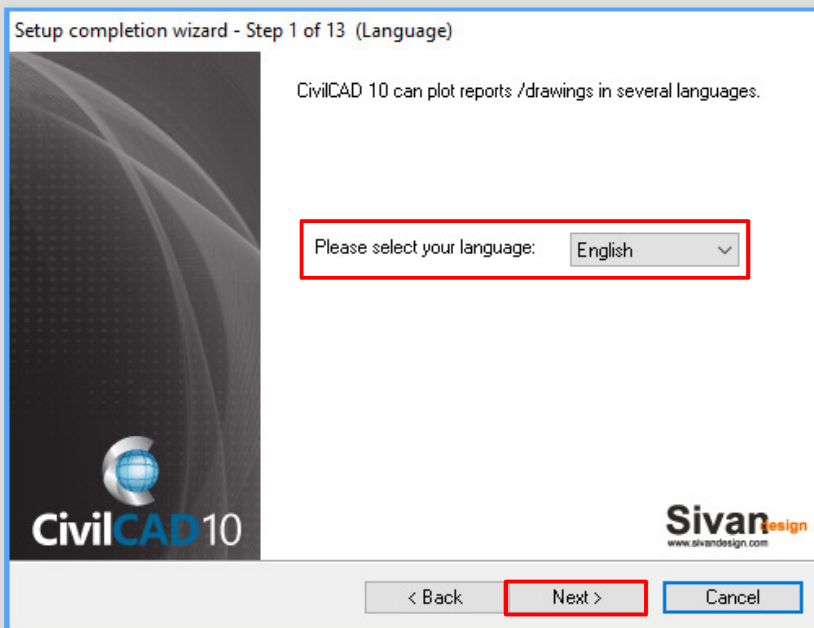 Setup completion wizard - Step 1 of 13 (Language)
CivilCAD 10 can plot reports /drawings in several languages.
Please select your language: English
CivilCAD10
Sivan design
www.sivandesign.com
< Back Next > Cancel